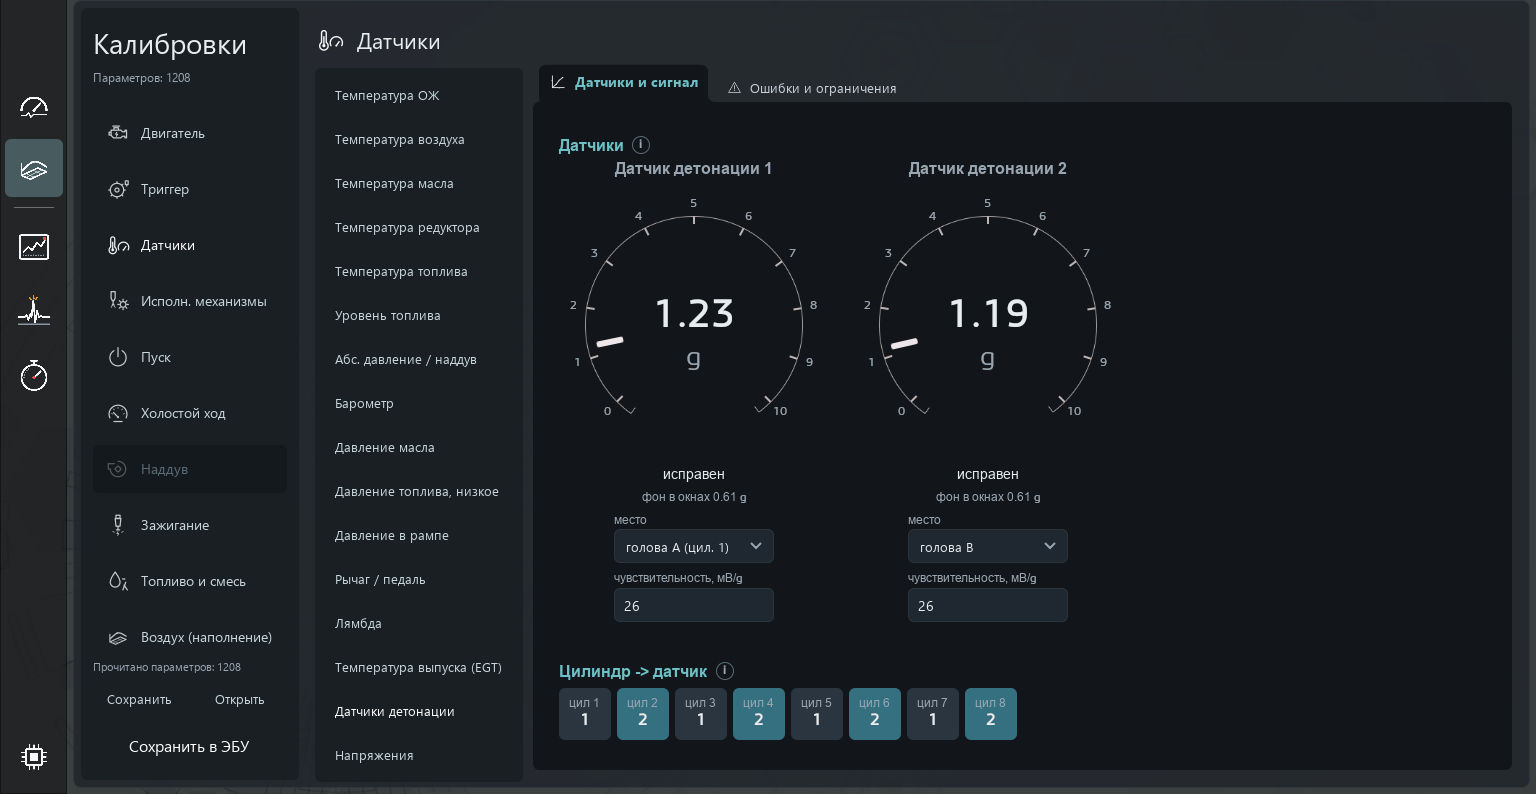 Калибровки
Параметров: 1208
Двигатель
Триггер
Датчики
Исполн. механизмы
Пуск
Холостой ход
Наддув
Зажигание
Топливо и смесь
Воздух (наполнение)
Прочитано параметров: 1208
Сохранить
Открыть
Сохранить в ЭБУ
Датчики
Температура ОЖ
Температура воздуха
Температура масла
Температура редуктора
Температура топлива
Уровень топлива
Абс. давление / наддув
Барометр
Давление масла
Давление топлива, низкое
Давление в рампе
Рычаг / педаль
Лямбда
Температура выпуска (EGT)
Датчики детонации
Напряжения
Датчики и сигнал
Ошибки и ограничения
Датчики
Датчик детонации 1
0
1
2
3
4
5
6
7
8
9
10
1.23
g
исправен
фон в окнах 0.61 g
место
голова A (цил. 1)
чувствительность, мВ/g
26
Датчик детонации 2
0
1
2
3
4
5
6
7
8
9
10
1.19
g
исправен
фон в окнах 0.61 g
место
голова B
чувствительность, мВ/g
26
Цилиндр -> датчик
цил 1
1
цил 2
2
цил 3
1
цил 4
2
цил 5
1
цил 6
2
цил 7
1
цил 8
2